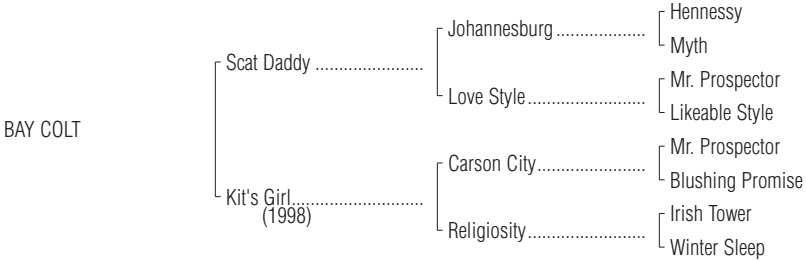 Hennessy
Johannesburg ...................
Myth
Scat Daddy .......................
Mr. Prospector
Love Style.........................
Likeable Style
BAY COLT
Mr. Prospector
Carson City.......................
Blushing Promise
Kit's Girl............................
(1998)
Irish Tower
Religiosity.........................
Winter Sleep